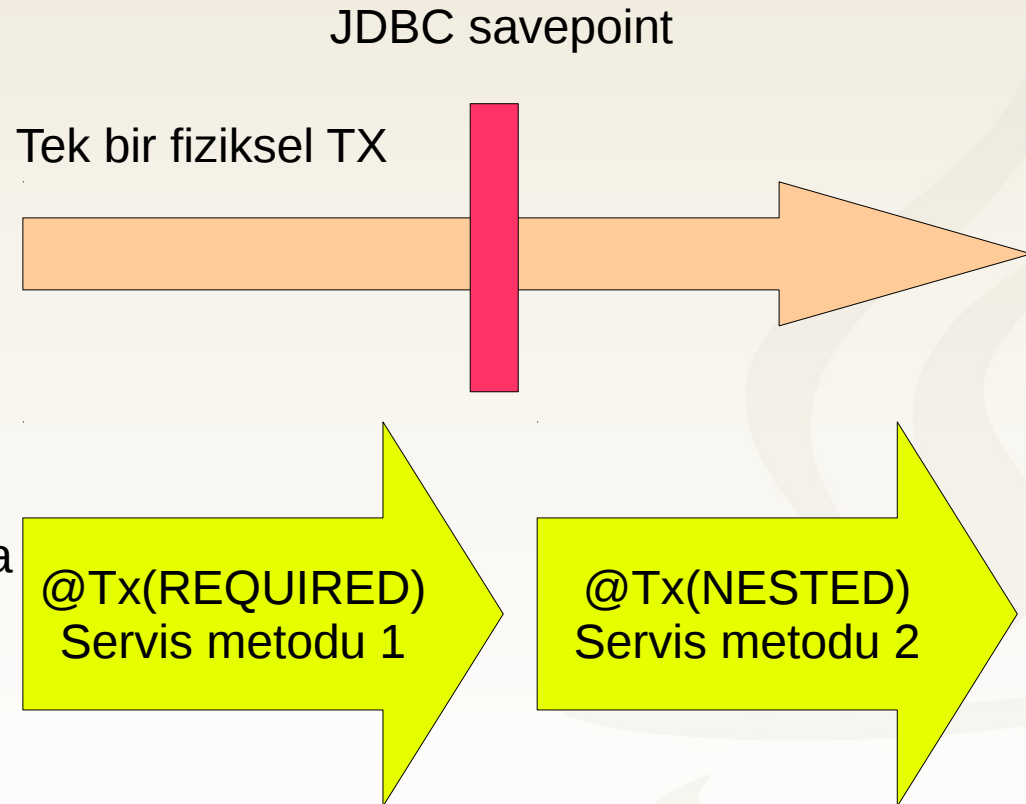 JDBC savepoint
Tek bir fiziksel TX
a
@Tx(REQUIRED)
Servis metodu 1
@Tx(NESTED)
Servis metodu 2